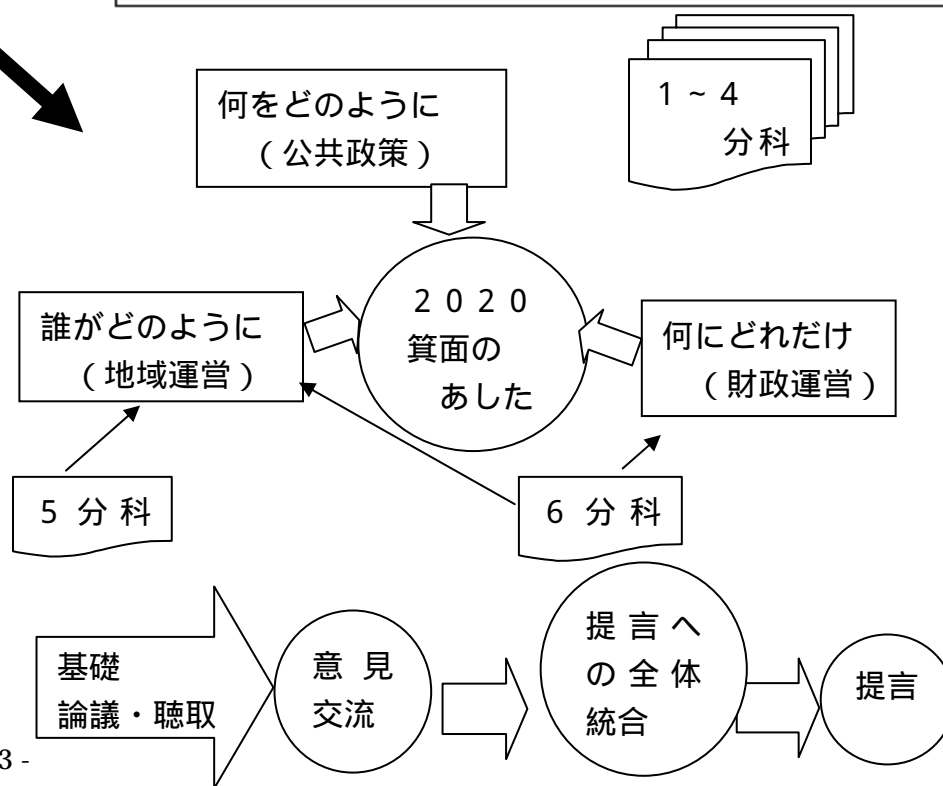 何をどのように
（公共政策）
1～4
分科
2020
箕面の
あした
誰がどのように
（地域運営）
何にどれだけ
（財政運営）
5 分科
6 分科
基礎
論議・聴取
意見
交流
提言へ
の全体
統合
提言
3 -